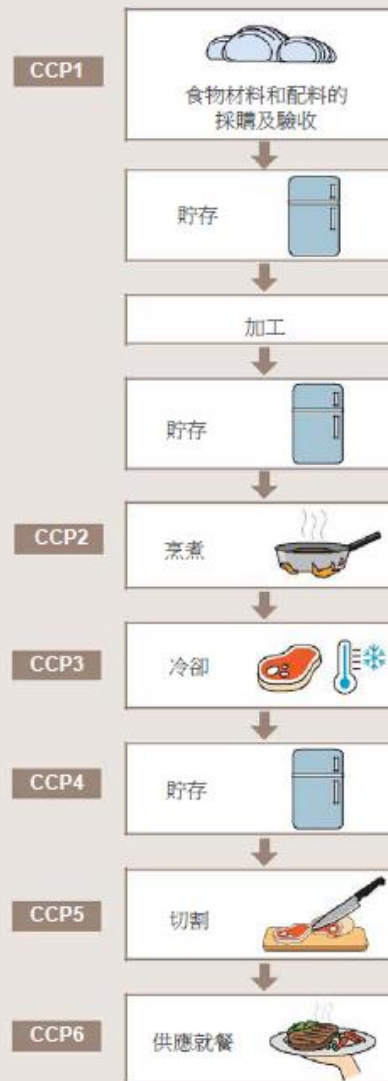 CCP1
食物材料和配料的
採購及驗收
貯存
加工
貯存
CCP2
烹煮
CCP3
冷卻
CCP4
貯存
CCP5
切割
CCP6
供應就餐